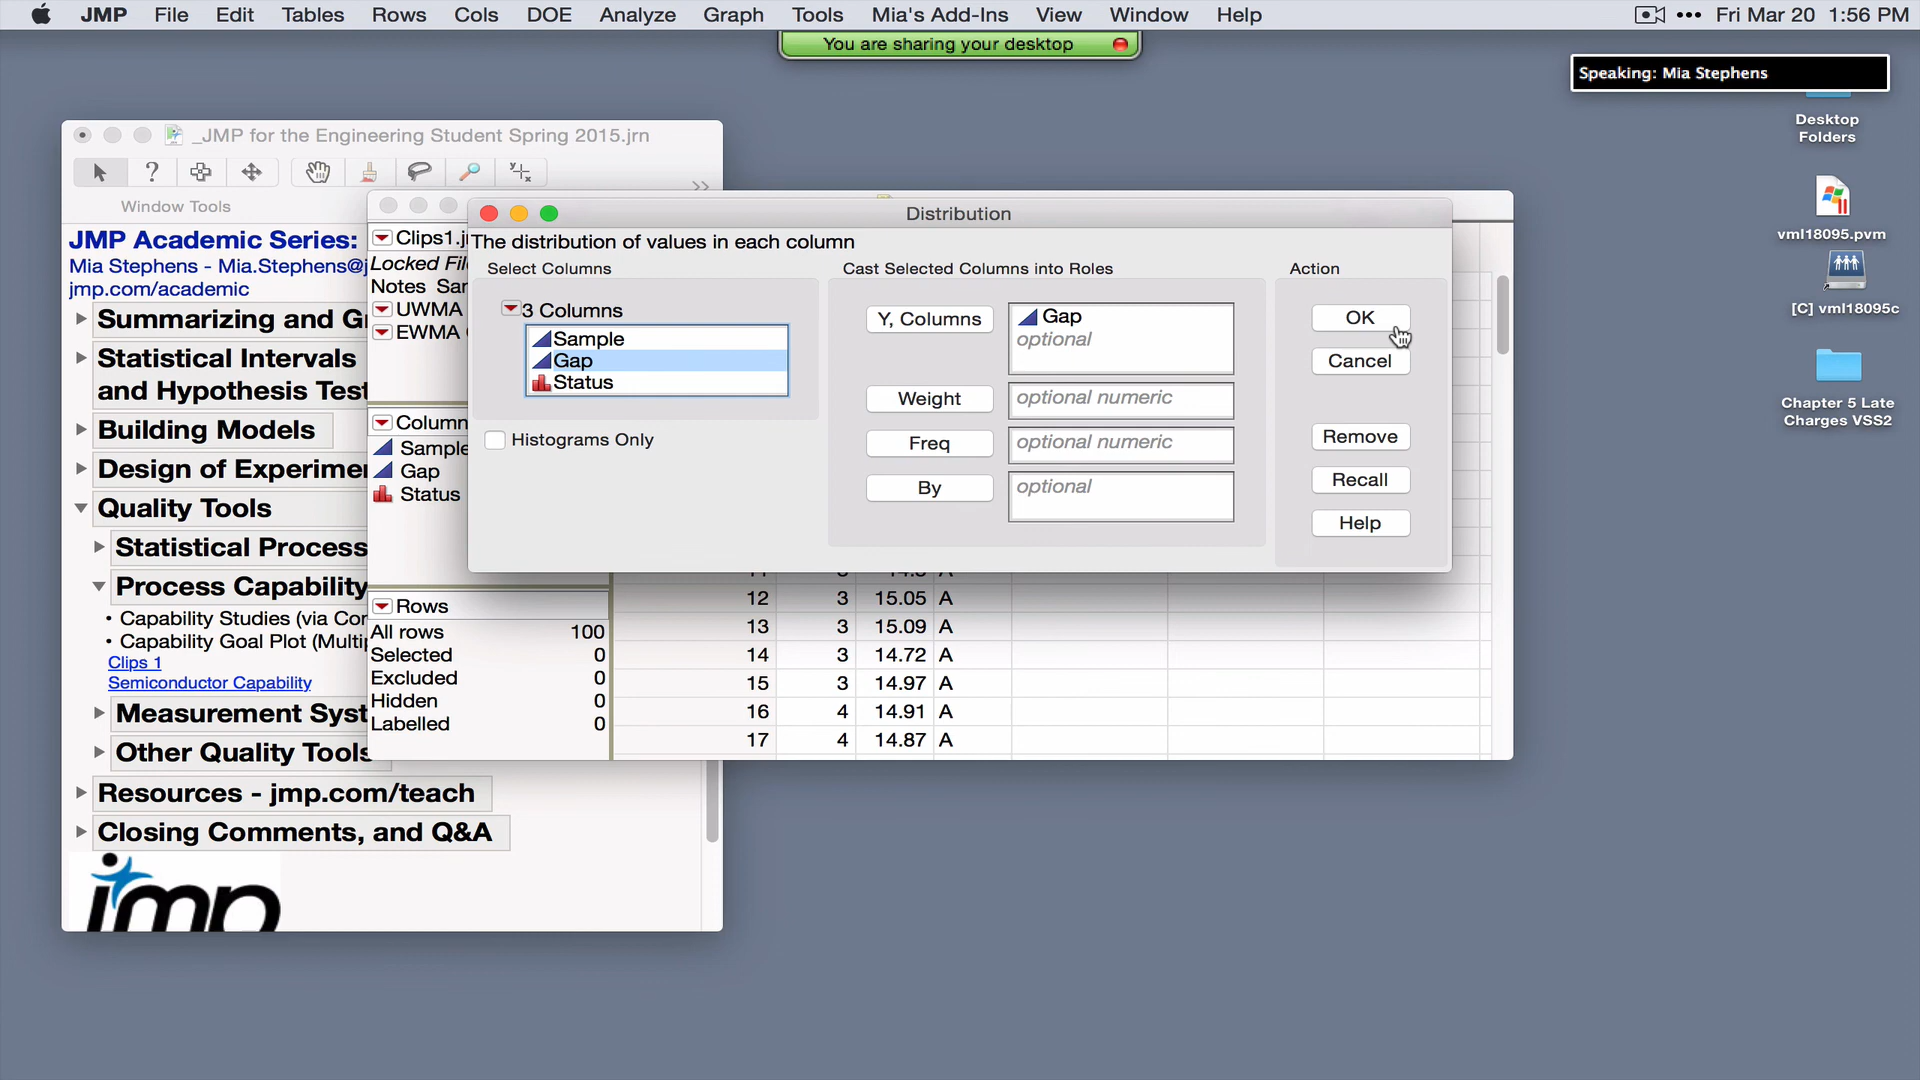 JMP File Edit Tables Rows Cols DOE Analyze Graph Tools Mia's Add-Ins View Window Help Fri Mar 20 1:56 PM
You are sharing your desktop
Speaking: Mia Stephens
Desktop
Folders
vml18095.pvm
[C] vml18095c
Chapter 5 Late
Charges VSS2
_JMP for the Engineering Student Spring 2015.jrn
Window Tools
JMP Academic Series:
Mia Stephens - Mia.Stephens@j
jmp.com/academic
Summarizing and G
Statistical Intervals
and Hypothesis Test
Building Models
Design of Experime
Quality Tools
Statistical Process
Process Capability
• Capability Studies (via Co
• Capability Goal Plot (Multi
Clips 1
Semiconductor Capability
Measurement Syst
Other Quality Tools
Resources - jmp.com/teach
Closing Comments, and Q&A
jmp
Clips1.j
Locked File
Notes Sa
UWMA
EWMA
Column
Sample
Gap
Status
Rows
All rows 100
Selected 0
Excluded 0
Hidden 0
Labelled 0
Distribution
The distribution of values in each column
Select Columns
3 Columns
Sample
Gap
Status
Histograms Only
Cast Selected Columns into Roles
Y, Columns Gap
optional
Weight optional numeric
Freq optional numeric
By optional
Action
OK
Cancel
Remove
Recall
Help
12 3 15.05 A
13 3 15.09 A
14 3 14.72 A
15 3 14.97 A
16 4 14.91 A
17 4 14.87 A